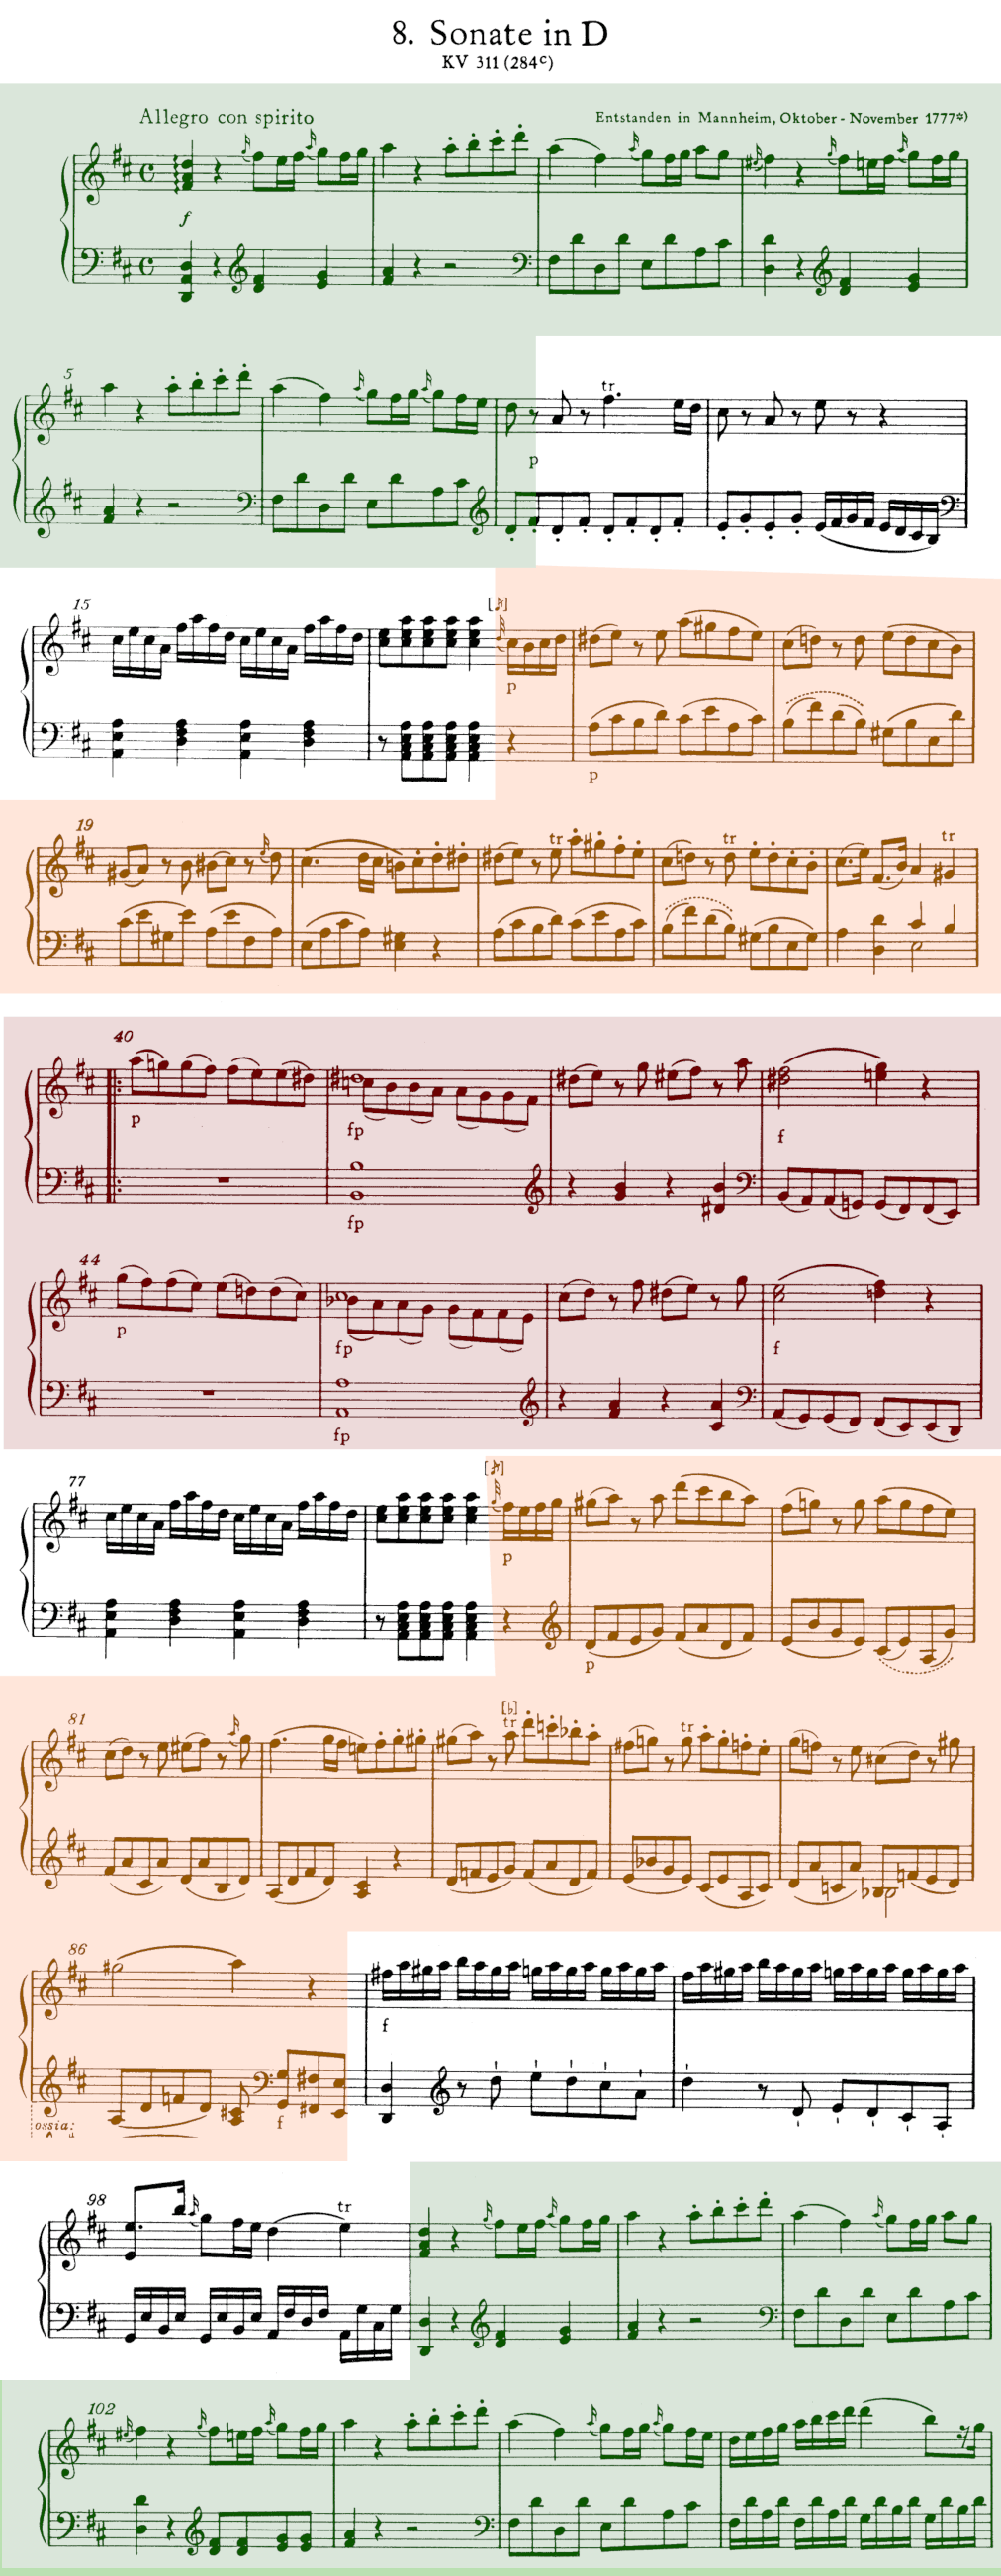 8. Sonate in D
KV 311 (284c)
Allegro con spirito
Entstanden in Mannheim, Oktober - November 1777*)
f
5
tr
p
15
[ ]
p
p
19
tr
tr
tr
40
p
fp
f
fp
44
p
fp
f
fp
77
[ ]
p
p
81
[b]
tr
tr
86
f
ossia:
f
98
tr
102